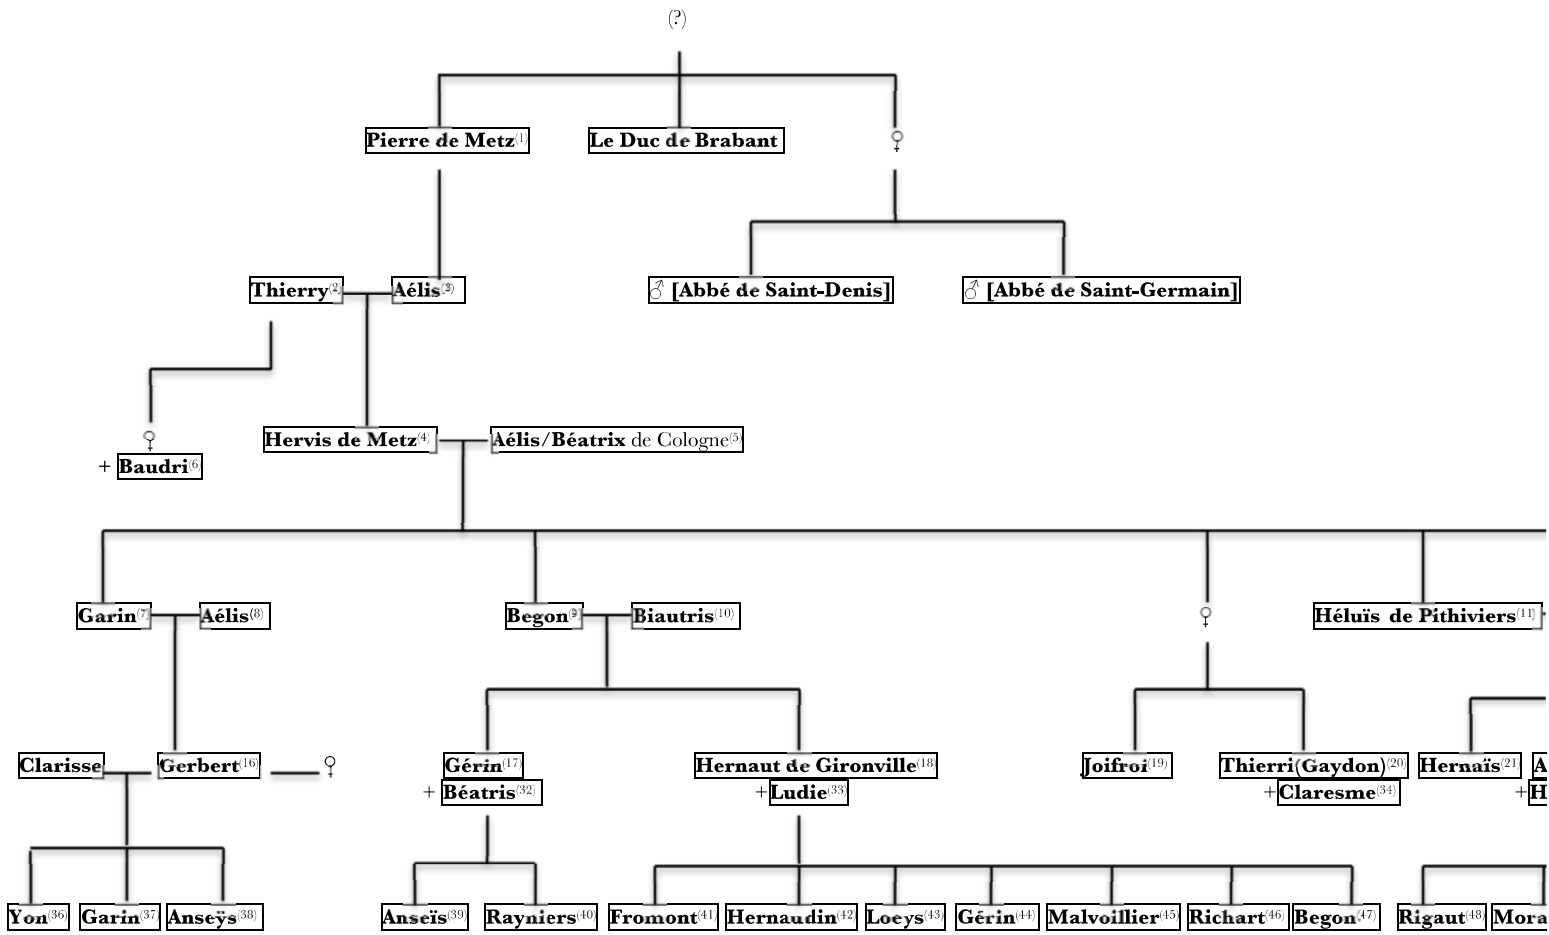 (?)
Pierre de Metz(1) Le Duc de Brabant ♀
Thierry(2) Aélis(3) ♂ [Abbé de Saint-Denis] ♂ [Abbé de Saint-Germain]
♀ Hervis de Metz(4) Aélis/Béatrix de Cologne(5)
+ Baudri(6)
Garin(7) Aélis(8) Begon(9) Biautris(10) ♀ Héluïs de Pithiviers(11)
Clarisse Gerbert(16) ♀ Gérin(17) Hernaut de Gironville(18) Joifroi(19) Thierri(Gaydon)(20) Hernaïs(21) A
+ Béatris(32) +Ludie(33) +Claresme(34) +H
Yon(36) Garin(37) Anseÿs(38) Anseïs(39) Rayniers(40) Fromont(41) Hernaudin(42) Loeys(43) Gérin(44) Malvoillier(45) Richart(46) Begon(47) Rigaut(48) Mora